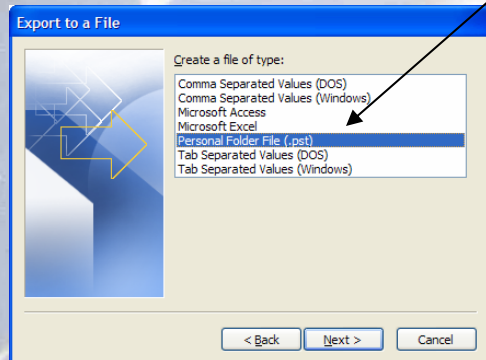 Export to a File
Create a file of type:
Comma Separated Values (DOS)
Comma Separated Values (Windows)
Microsoft Access
Microsoft Excel
Personal Folder File (.pst)
Tab Separated Values (DOS)
Tab Separated Values (Windows)
< Back Next > Cancel